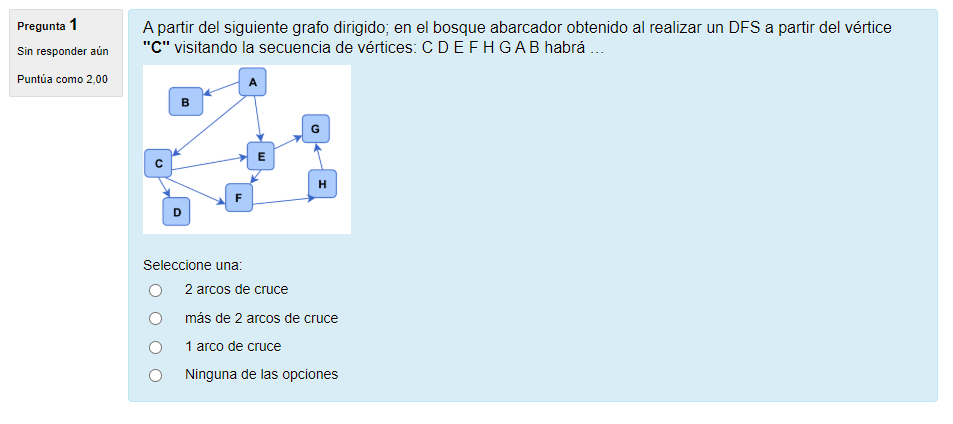 Pregunta 1
Sin responder aún
Puntúa como 2,00
A partir del siguiente grafo dirigido; en el bosque abarcador obtenido al realizar un DFS a partir del vértice
"C" visitando la secuencia de vértices: C D E F H G A B habrá ...
A
B
G
C
E
H
F
D
Seleccione una:
2 arcos de cruce
más de 2 arcos de cruce
1 arco de cruce
Ninguna de las opciones